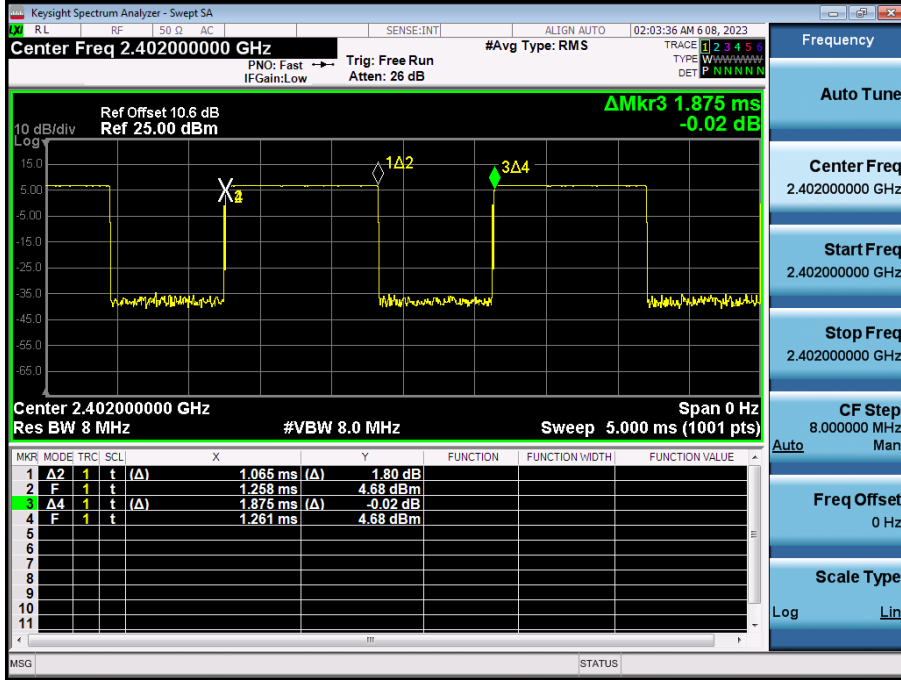 Keysight Spectrum Analyzer - Swept SA
LXI RL RF 50 Ω AC SENSE:INT ALIGN AUTO 02:03:36 AM 6 08, 2023
Center Freq 2.402000000 GHz
PNO: Fast
IFGain:Low
Trig: Free Run
Atten: 26 dB
#Avg Type: RMS
TRACE 1 2 3 4 5 6
TYPE WWWWWW
DET P N N N N N
ΔMkr3 1.875 ms
-0.02 dB
Ref Offset 10.6 dB
10 dB/div Ref 25.00 dBm
Log
15.0
5.00
-5.00
-15.0
-25.0
-35.0
-45.0
-55.0
-65.0
1Δ2
3Δ4
X
Center 2.402000000 GHz Span 0 Hz
Res BW 8 MHz #VBW 8.0 MHz Sweep 5.000 ms (1001 pts)
MKR MODE TRC SCL X Y FUNCTION FUNCTION WIDTH FUNCTION VALUE
1 Δ2 1 t (Δ) 1.065 ms (Δ) 1.80 dB
2 F 1 t 1.258 ms 4.68 dBm
3 Δ4 1 t (Δ) 1.875 ms (Δ) -0.02 dB
4 F 1 t 1.261 ms 4.68 dBm
5
6
7
8
9
10
11
MSG STATUS
Frequency
Auto Tune
Center Freq
2.402000000 GHz
Start Freq
2.402000000 GHz
Stop Freq
2.402000000 GHz
CF Step
8.000000 MHz
Auto Man
Freq Offset
0 Hz
Scale Type
Log Lin